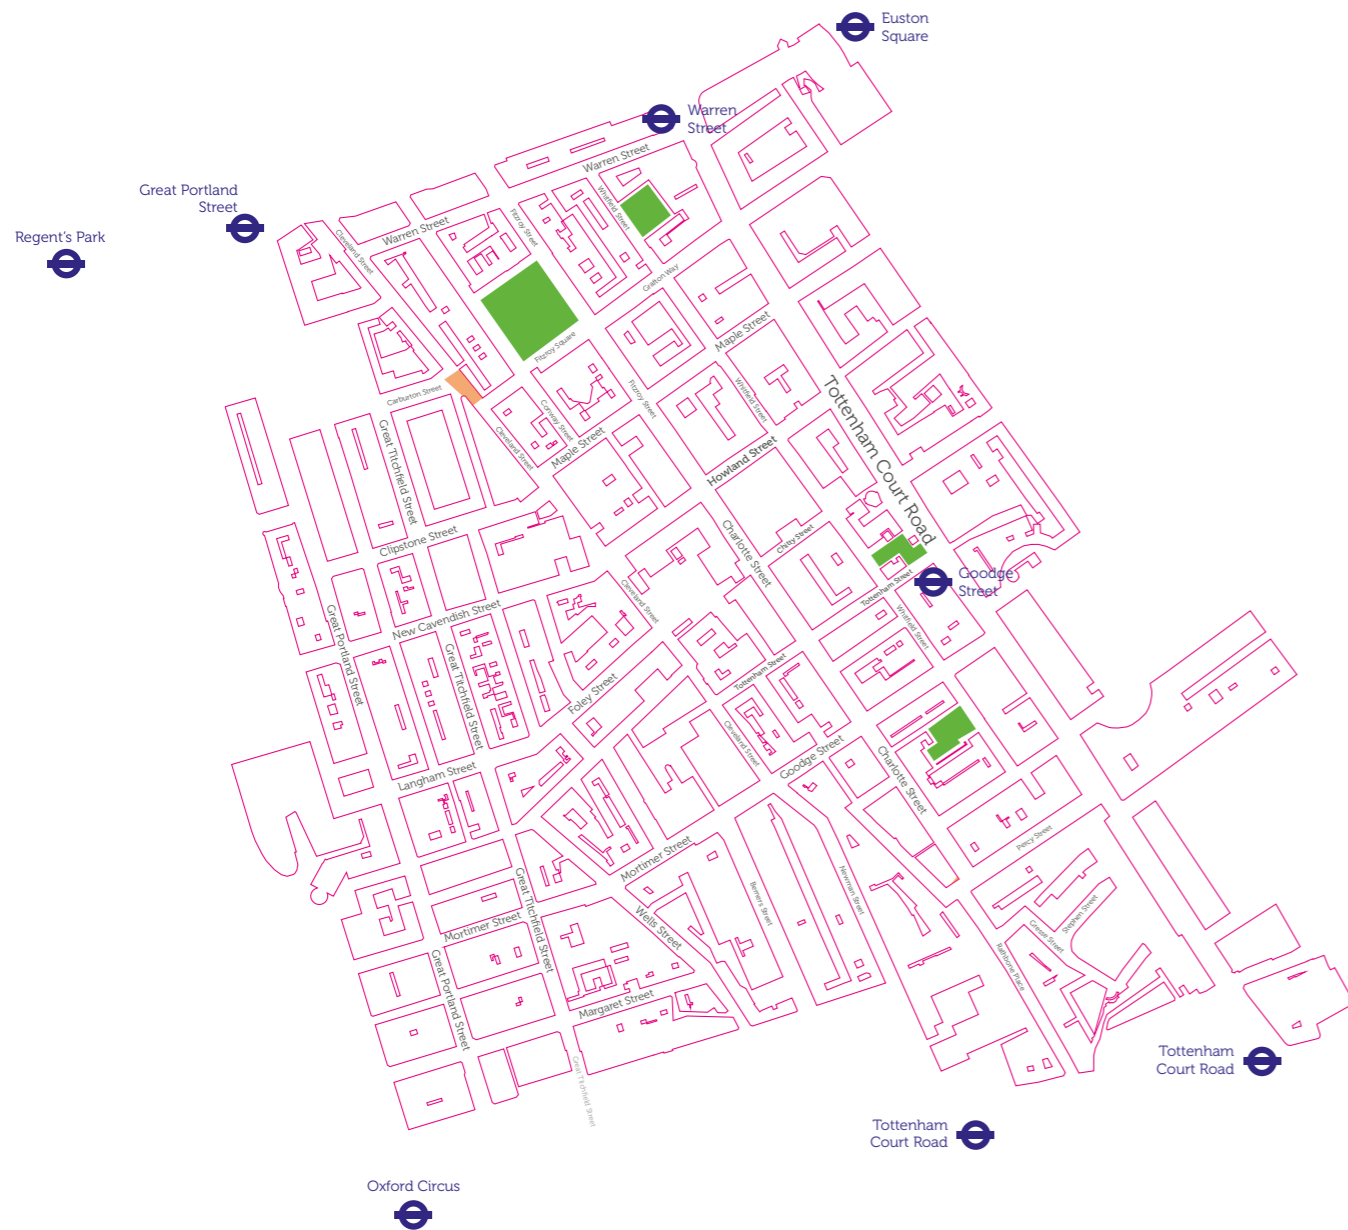 Euston
Square
Warren
Street
Warren Street
Great Portland
Street
Regent's Park
Whitfield Street
Fitzroy Street
Warren Street
Cleveland Street
Grafton Way
Maple Street
Fitzroy Square
Carburton Street
Fitzroy Street
Whitfield Street
Tottenham Court Road
Conway Street
Cleveland Street
Maple Street
Great Titchfield Street
Howland Street
Clipstone Street
Charlotte Street
Chitty Street
Goodge
Street
Tottenham Street
Whitfield Street
Cleveland Street
New Cavendish Street
Great Portland Street
Great Titchfield Street
Tottenham Street
Foley Street
Cleveland Street
Goodge Street
Charlotte Street
Langham Street
Percy Street
Mortimer Street
Newman Street
Berners Street
Great Titchfield Street
Wells Street
Mortimer Street
Stephen Street
Gresse Street
Rathbone Place
Great Portland Street
Margaret Street
Great Titchfield Street
Tottenham
Court Road
Tottenham
Court Road
Oxford Circus